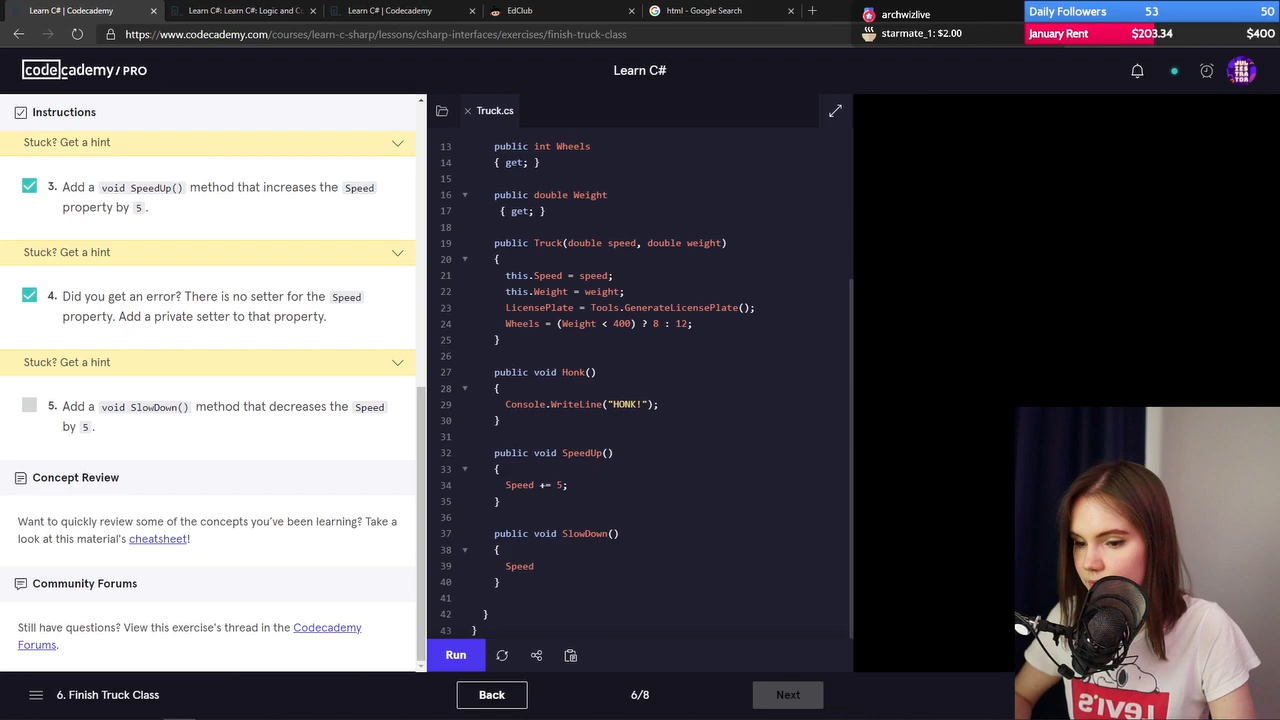 Learn C# | Codecademy
Learn C#: Learn C#: Logic and Co
Learn C# | Codecademy
EdClub
html - Google Search
https://www.codecademy.com/courses/learn-c-sharp/lessons/csharp-interfaces/exercises/finish-truck-class
archwizlive
starmate_1: $2.00
Daily Followers 53 50
January Rent $203.34 $400
codecademy / PRO
Learn C#
Instructions
Stuck? Get a hint
3. Add a void SpeedUp() method that increases the Speed
property by 5.
Stuck? Get a hint
4. Did you get an error? There is no setter for the Speed
property. Add a private setter to that property.
Stuck? Get a hint
5. Add a void SlowDown() method that decreases the Speed
by 5.
Concept Review
Want to quickly review some of the concepts you've been learning? Take a
look at this material's cheatsheet!
Community Forums
Still have questions? View this exercise's thread in the Codecademy
Forums.
Truck.cs
13 public int Wheels
14 { get; }
15
16 public double Weight
17 { get; }
18
19 public Truck(double speed, double weight)
20 {
21 this.Speed = speed;
22 this.Weight = weight;
23 LicensePlate = Tools.GenerateLicensePlate();
24 Wheels = (Weight < 400) ? 8 : 12;
25 }
26
27 public void Honk()
28 {
29 Console.WriteLine("HONK!");
30 }
31
32 public void SpeedUp()
33 {
34 Speed += 5;
35 }
36
37 public void SlowDown()
38 {
39 Speed
40 }
41
42 }
43 }
Run
6. Finish Truck Class
Back
6/8
Next
LEVI'S